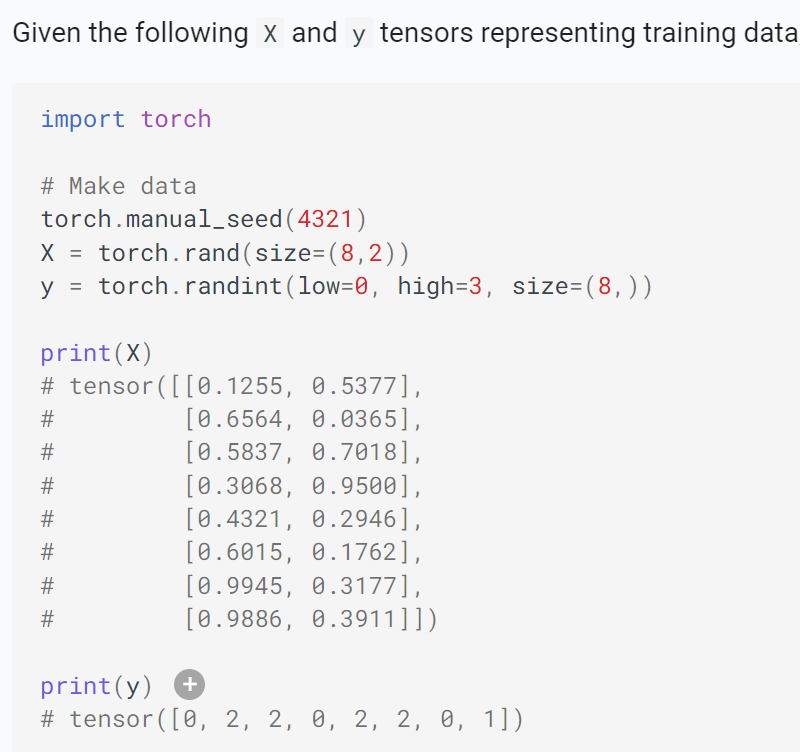 Given the following X and y tensors representing training data,
import torch
# Make data
torch.manual_seed(4321)
X = torch.rand(size=(8,2))
y = torch.randint(low=0, high=3, size=(8,))
print(X)
# tensor([[0.1255, 0.5377],
#         [0.6564, 0.0365],
#         [0.5837, 0.7018],
#         [0.3068, 0.9500],
#         [0.4321, 0.2946],
#         [0.6015, 0.1762],
#         [0.9945, 0.3177],
#         [0.9886, 0.3911]])
print(y) +
# tensor([0, 2, 2, 0, 2, 2, 0, 1])